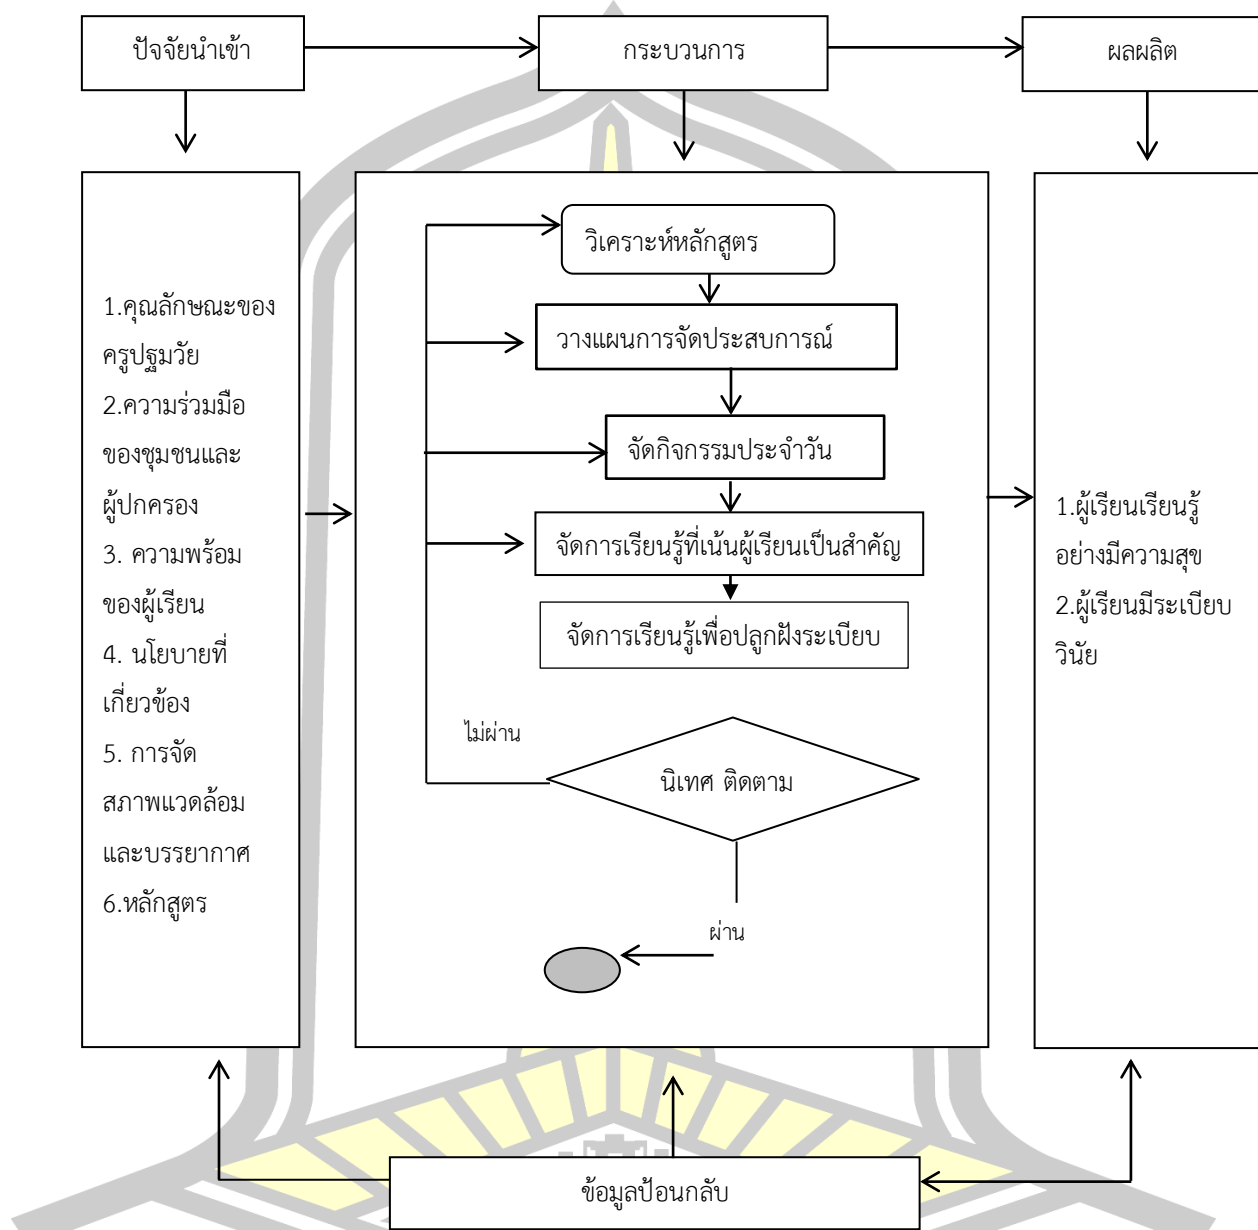 ปัจจัยนำเข้า
กระบวนการ
ผลผลิต
1.คุณลักษณะของ
ครูปฐมวัย
2.ความร่วมมือ
ของชุมชนและ
ผู้ปกครอง
3. ความพร้อม
ของผู้เรียน
4. นโยบายที่
เกี่ยวข้อง
5. การจัด
สภาพแวดล้อม
และบรรยากาศ
6.หลักสูตร
วิเคราะห์หลักสูตร
วางแผนการจัดประสบการณ์
จัดกิจกรรมประจำวัน
จัดการเรียนรู้ที่เน้นผู้เรียนเป็นสำคัญ
จัดการเรียนรู้เพื่อปลูกฝังระเบียบ
ไม่ผ่าน
นิเทศ ติดตาม
ผ่าน
1.ผู้เรียนเรียนรู้
อย่างมีความสุข
2.ผู้เรียนมีระเบียบ
วินัย
ข้อมูลป้อนกลับ